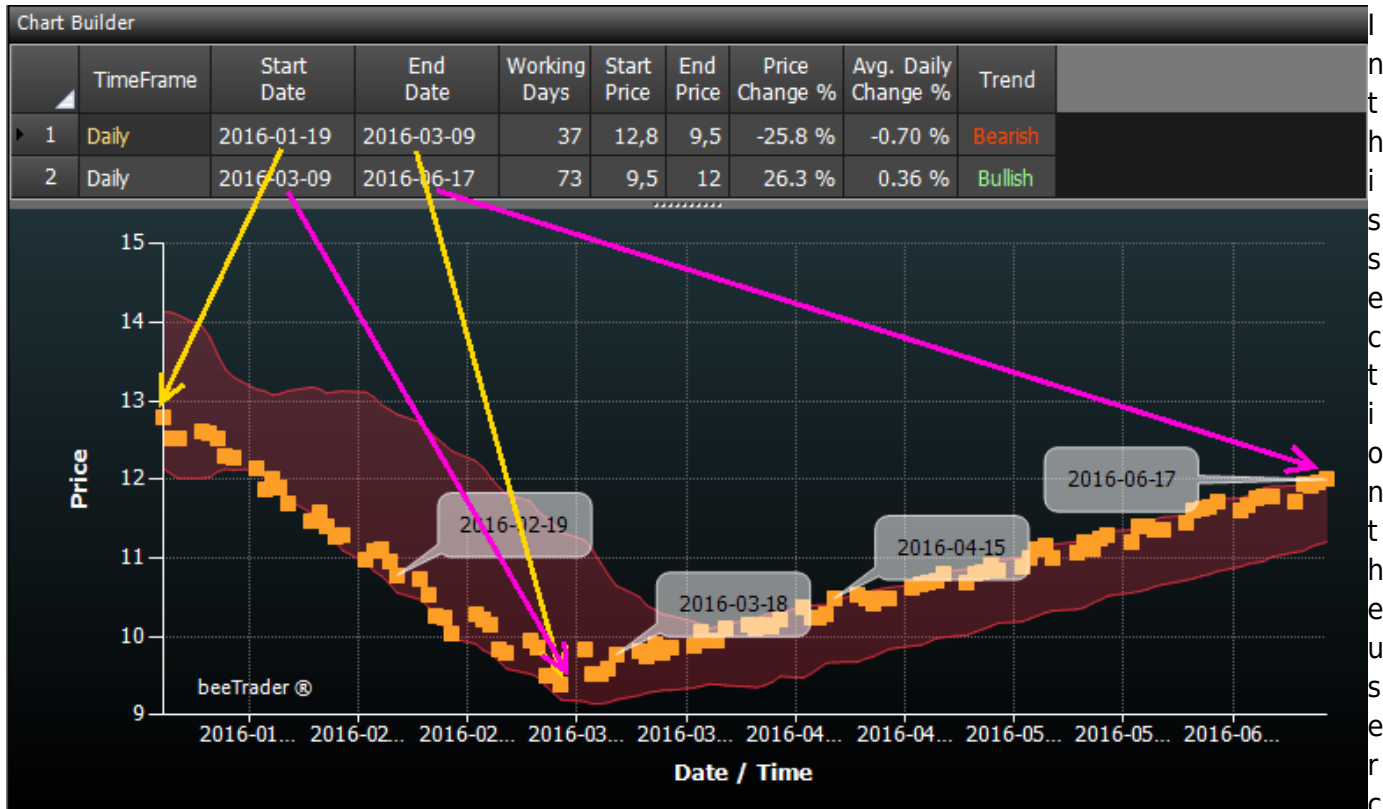 Chart Builder
TimeFrame Start Date End Date Working Days Start Price End Price Price Change % Avg. Daily Change % Trend
1 Daily 2016-01-19 2016-03-09 37 12,8 9,5 -25.8 % -0.70 % Bearish
2 Daily 2016-03-09 2016-06-17 73 9,5 12 26.3 % 0.36 % Bullish
15
14
13
12
11
10
9
Price
2016-06-17
2016-02-19
2016-04-15
2016-03-18
beeTrader ®
2016-01... 2016-02... 2016-02... 2016-03... 2016-03... 2016-04... 2016-04... 2016-05... 2016-05... 2016-06...
Date / Time
I
n
t
h
i
s
s
e
c
t
i
o
n
t
h
e
u
s
e
r
c